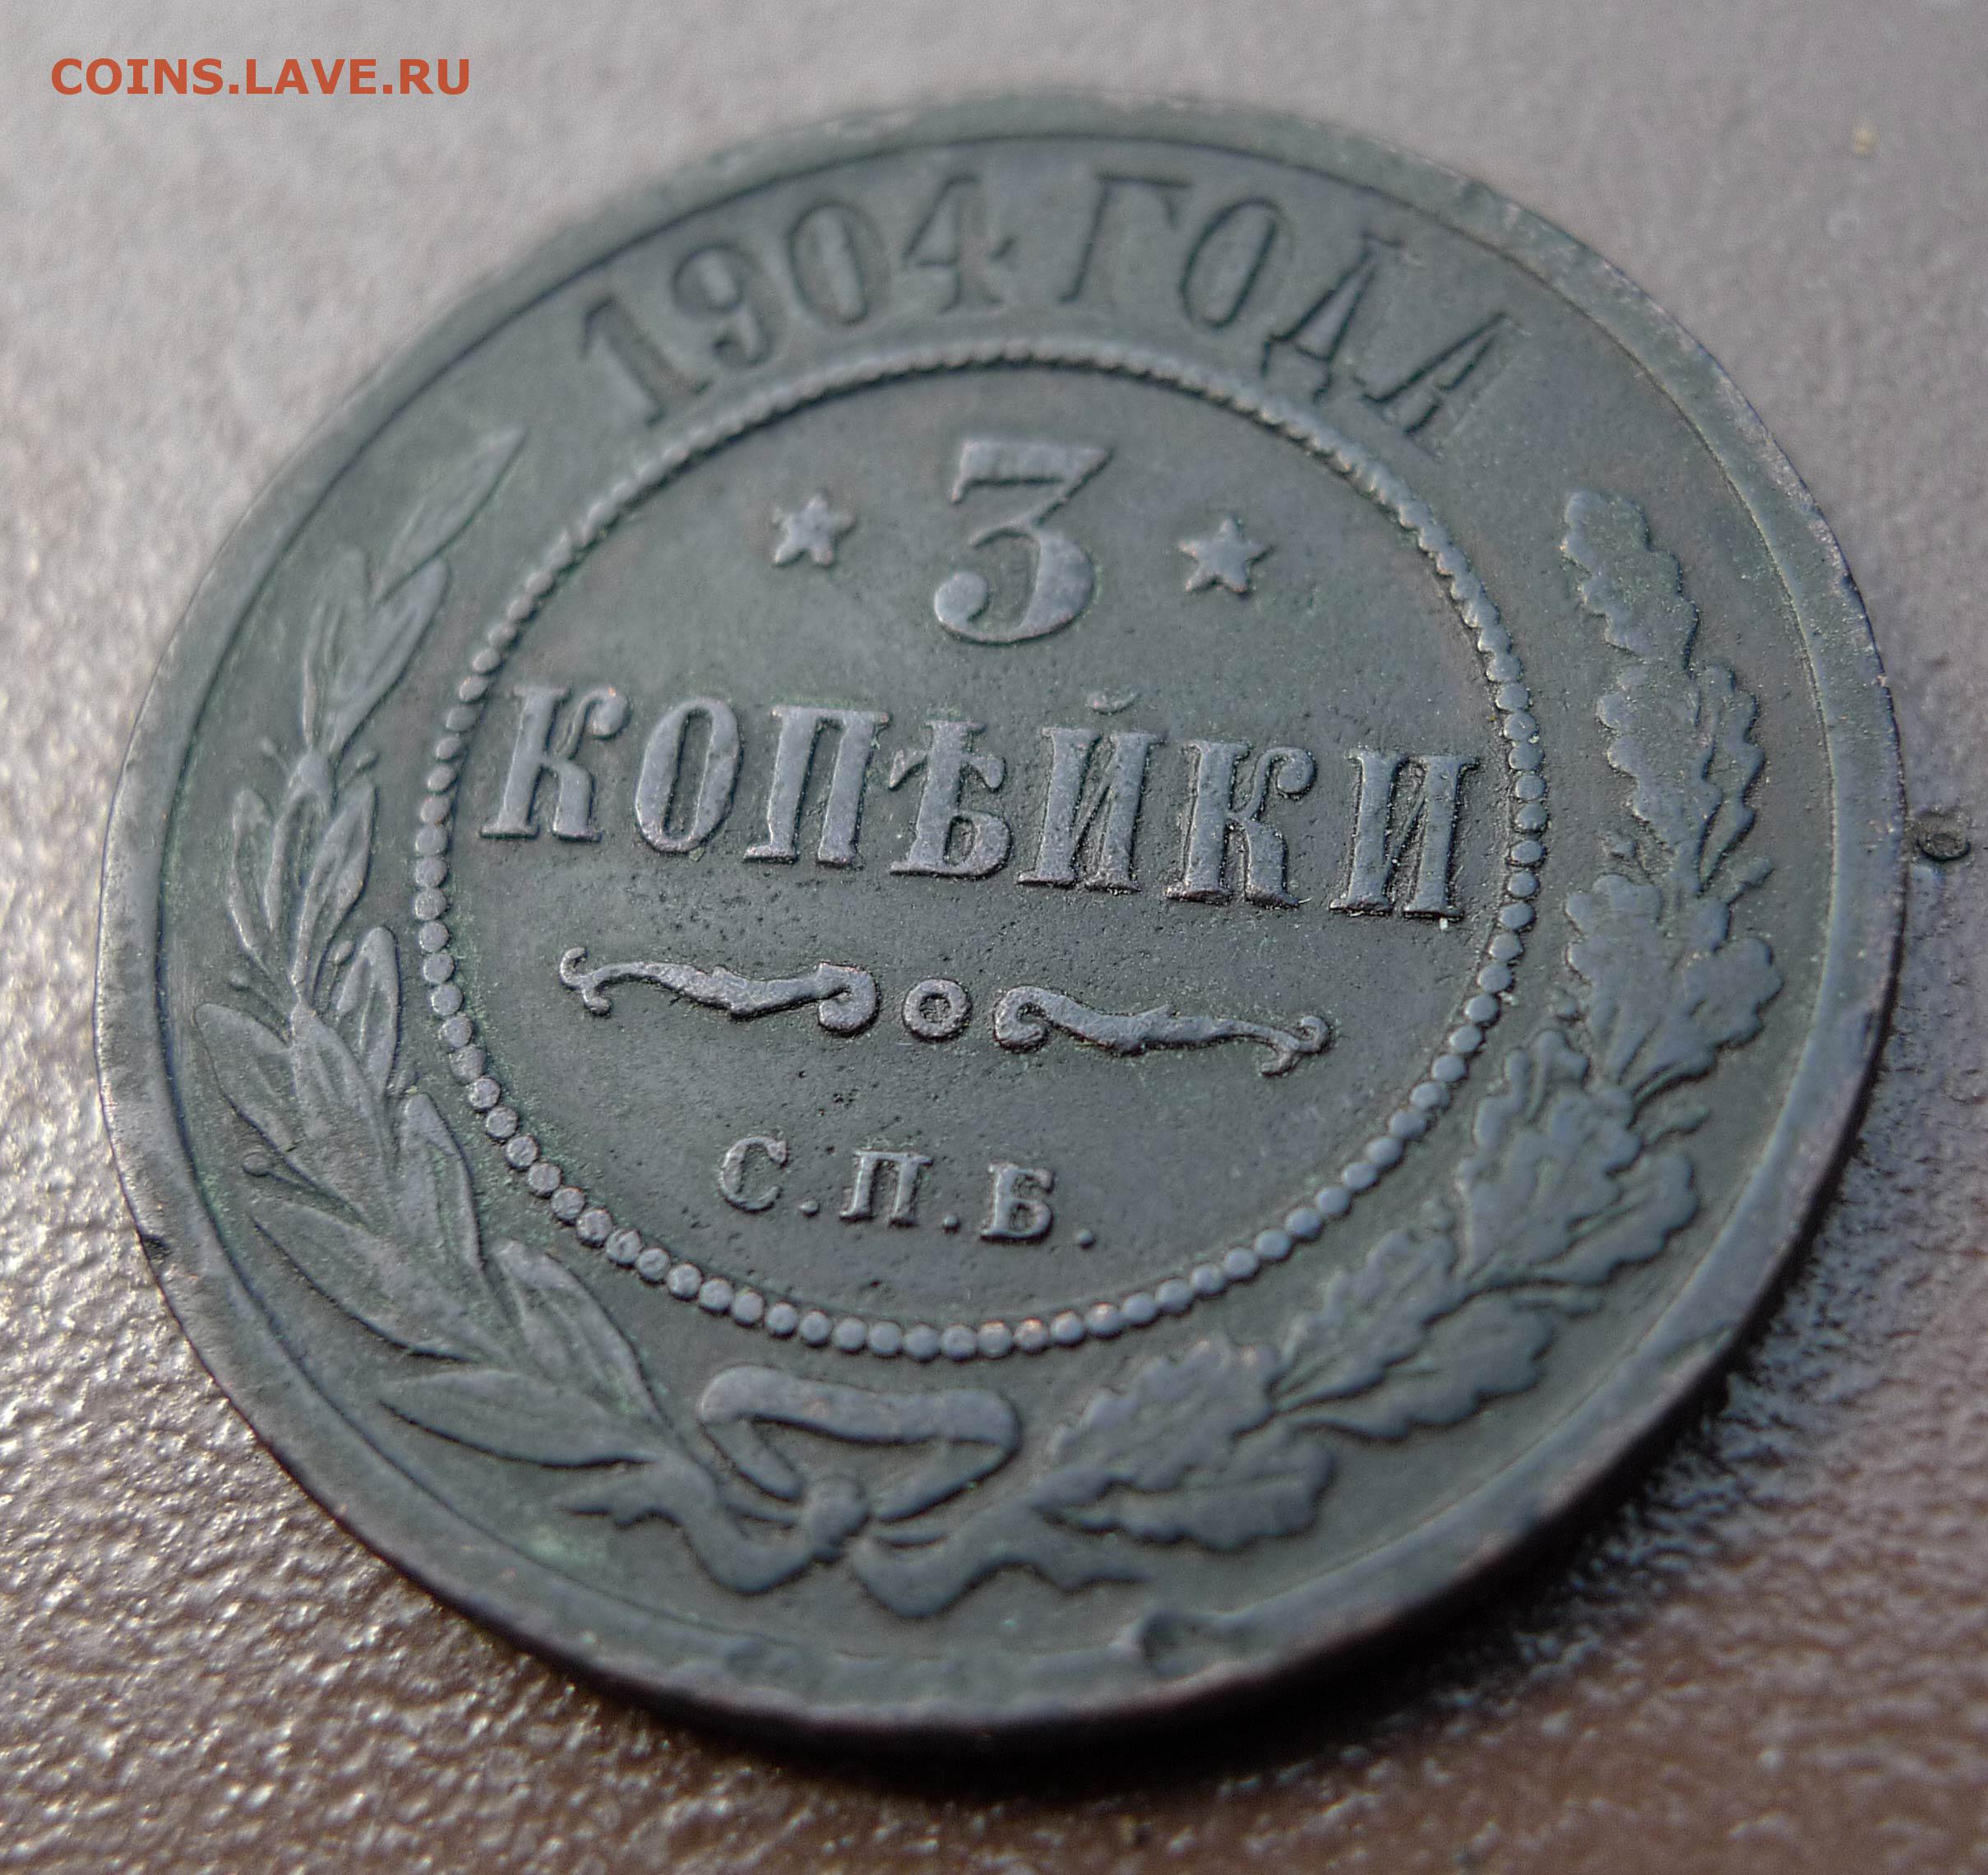 COINS.LAVE.RU
1904 ГОДА
3
КОПѢЙКИ
С.П.Б.